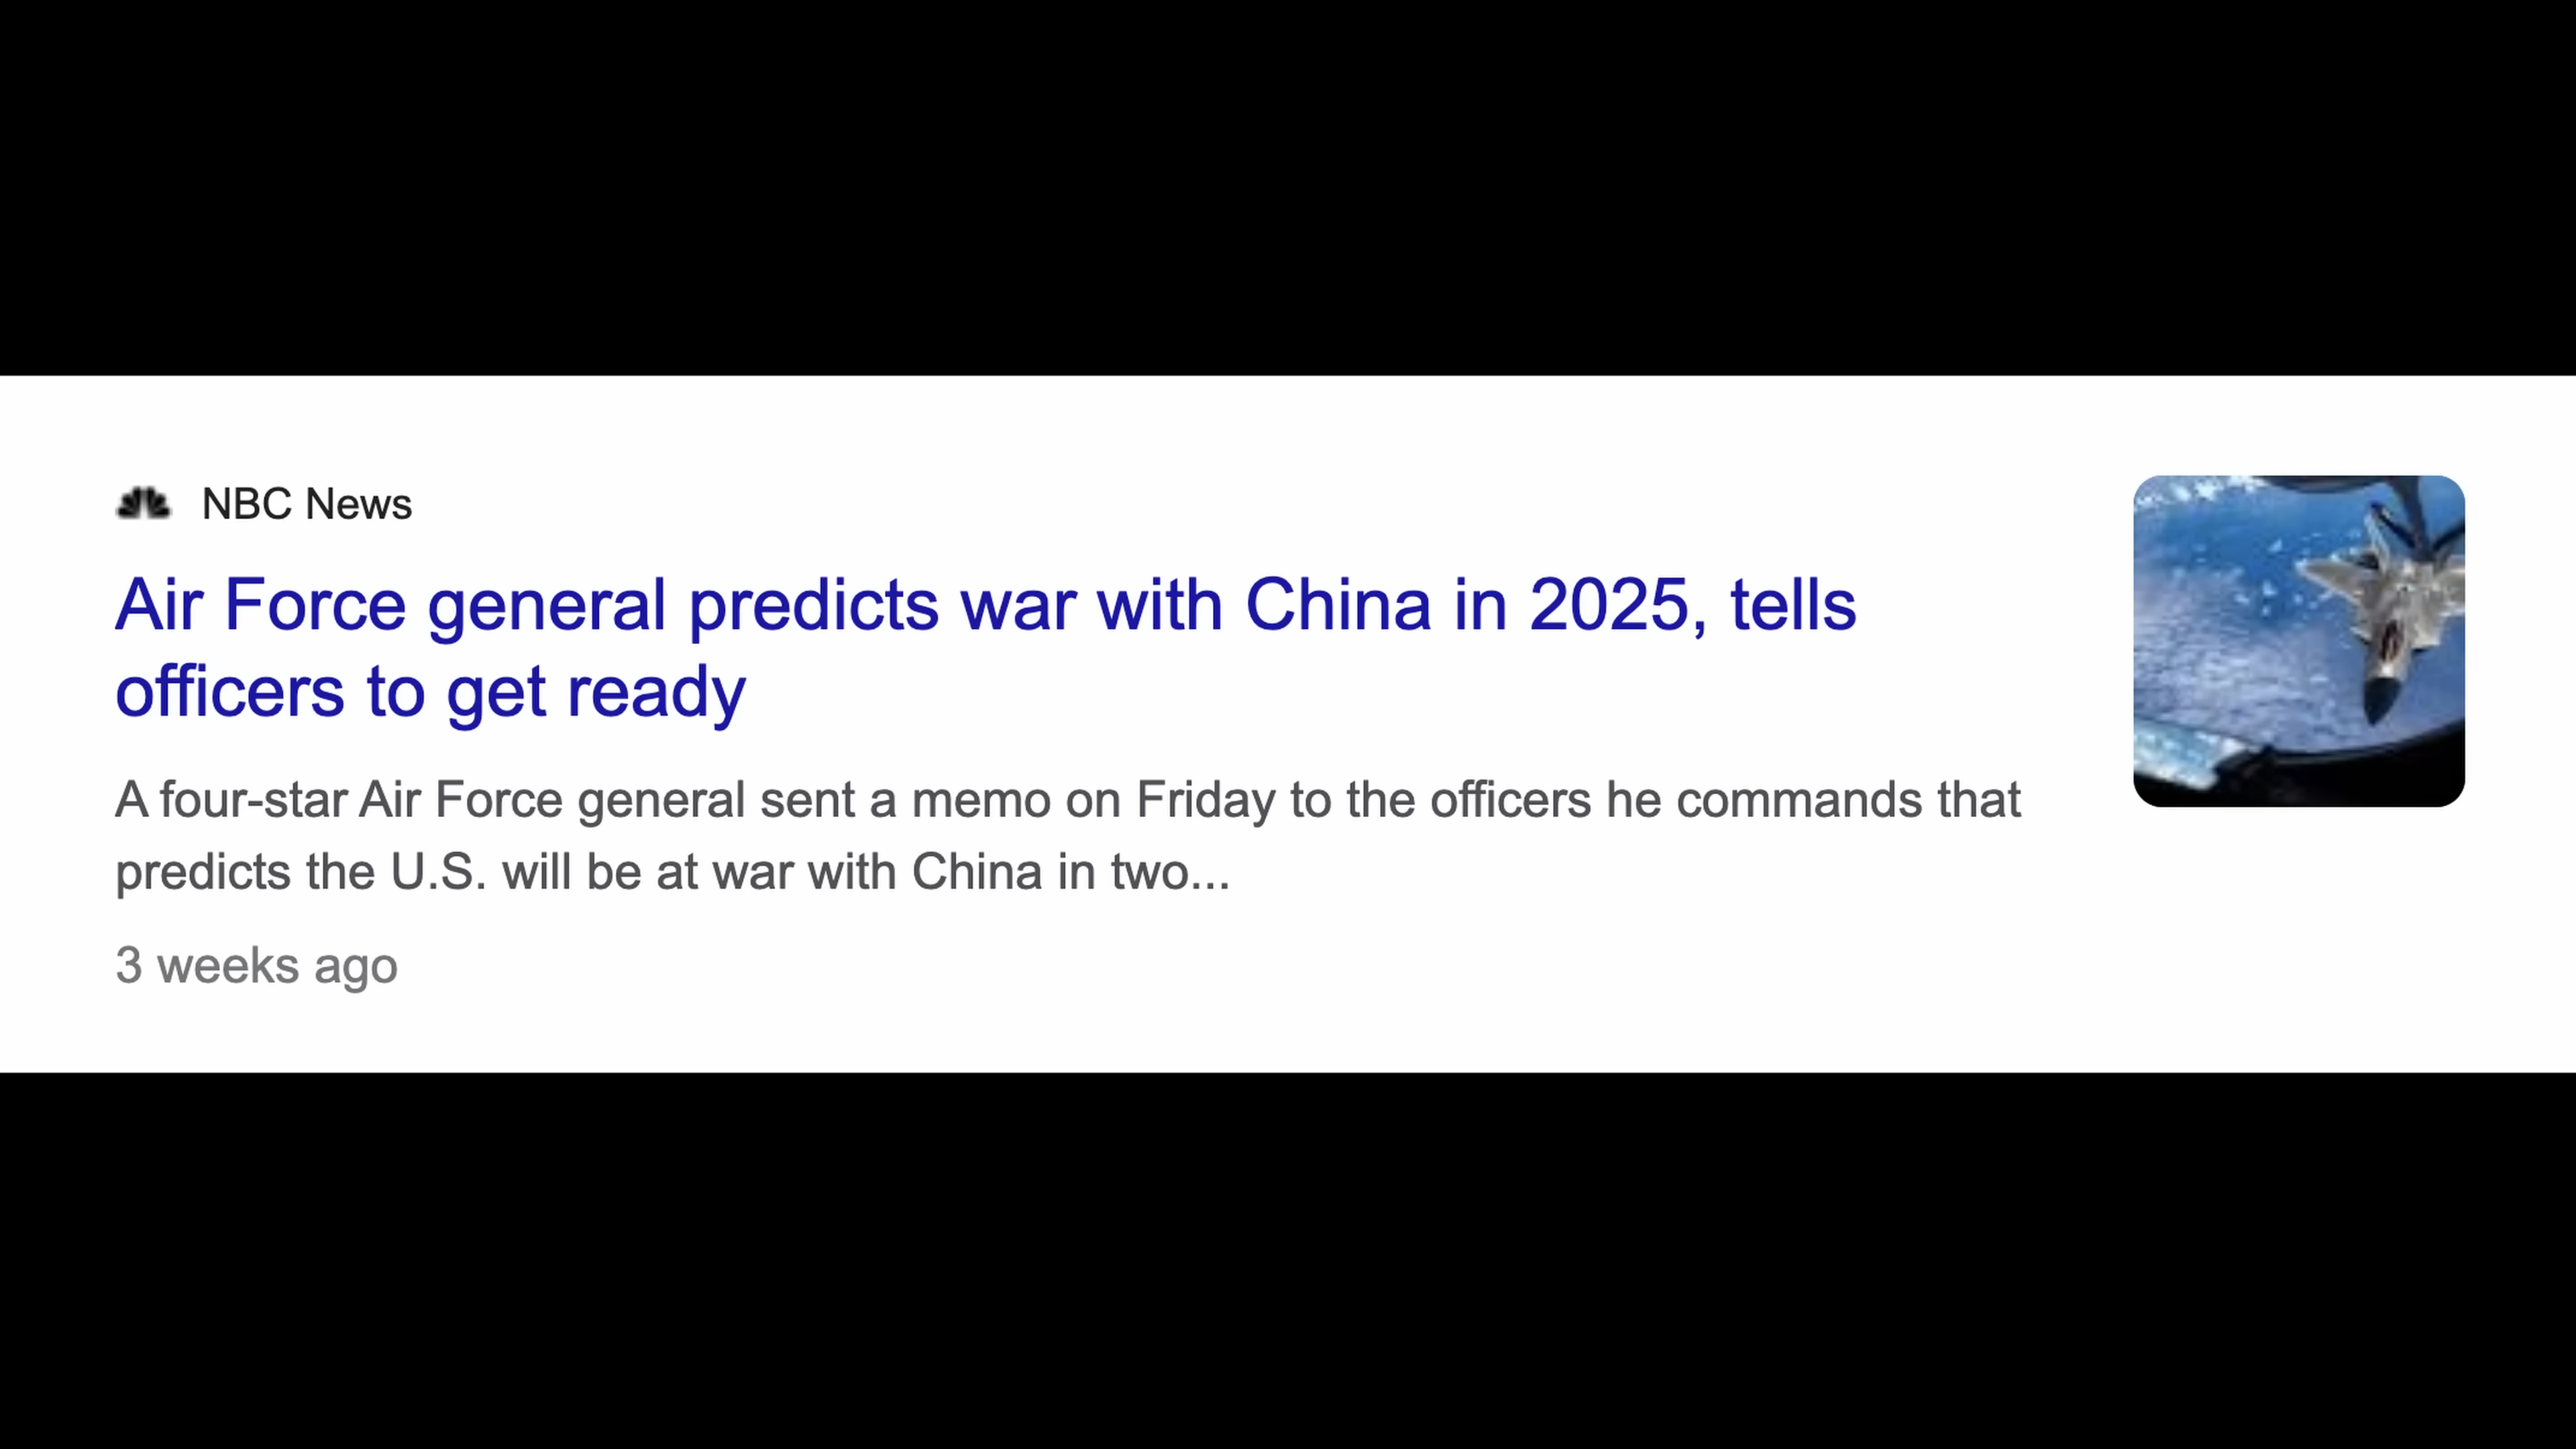 NBC News
Air Force general predicts war with China in 2025, tells
officers to get ready
A four-star Air Force general sent a memo on Friday to the officers he commands that
predicts the U.S. will be at war with China in two...
3 weeks ago